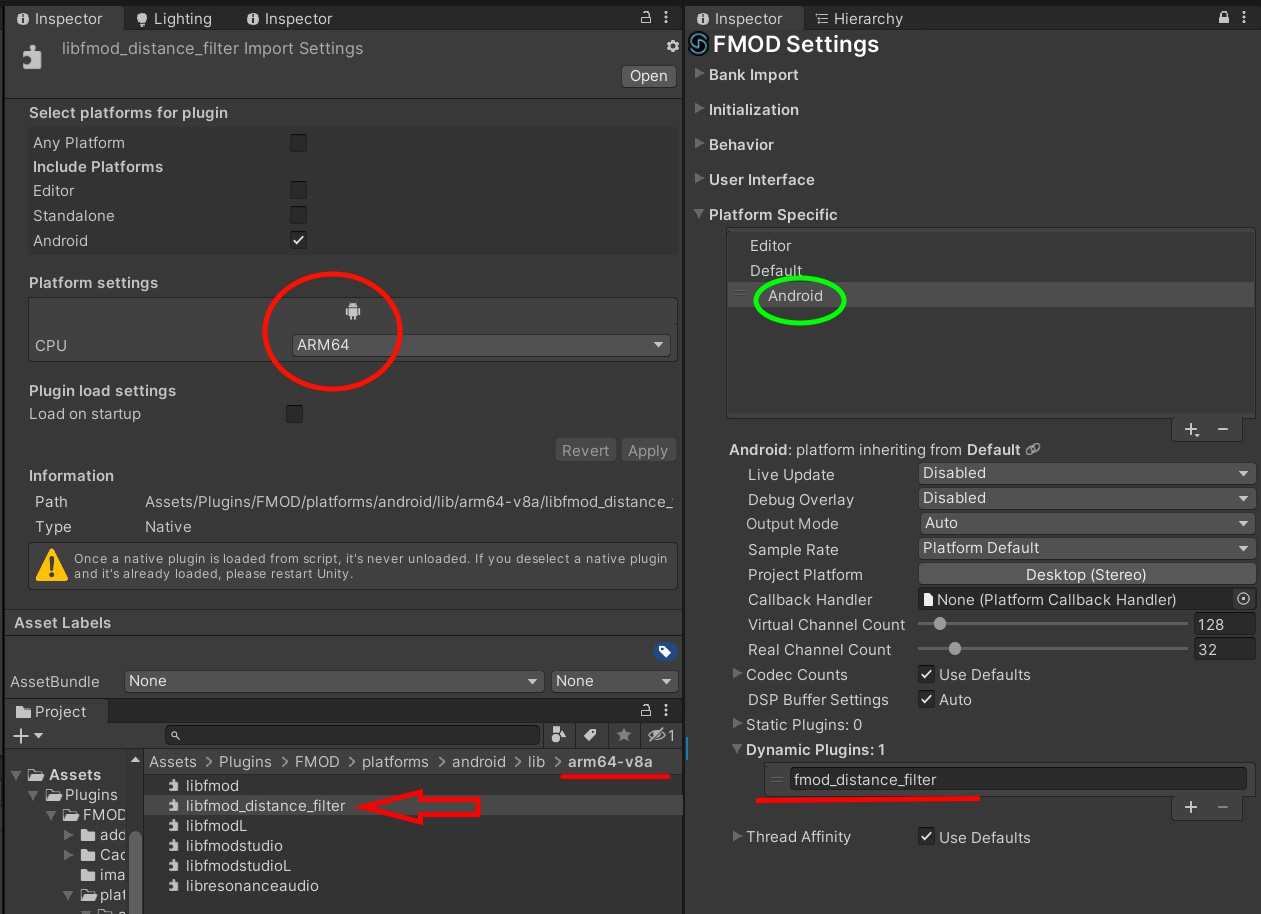 Inspector
Lighting
Inspector
libfmod_distance_filter Import Settings
Open
Select platforms for plugin
Any Platform
Include Platforms
Editor
Standalone
Android
Platform settings
CPU
ARM64
Plugin load settings
Load on startup
Revert
Apply
Information
Path
Assets/Plugins/FMOD/platforms/android/lib/arm64-v8a/libfmod_distance_
Type
Native
Once a native plugin is loaded from script, it's never unloaded. If you deselect a native plugin
and it's already loaded, please restart Unity.
Asset Labels
AssetBundle
None
None
Project
1
Assets
Plugins
FMOD
add
Cac
ima
plat
Assets > Plugins > FMOD > platforms > android > lib > arm64-v8a
libfmod
libfmod_distance_filter
libfmodL
libfmodstudio
libfmodstudioL
libresonanceaudio
Inspector
Hierarchy
FMOD Settings
Bank Import
Initialization
Behavior
User Interface
Platform Specific
Editor
Default
Android
Android: platform inheriting from Default
Live Update
Disabled
Debug Overlay
Disabled
Output Mode
Auto
Sample Rate
Platform Default
Project Platform
Desktop (Stereo)
Callback Handler
None (Platform Callback Handler)
Virtual Channel Count
128
Real Channel Count
32
Codec Counts
Use Defaults
DSP Buffer Settings
Auto
Static Plugins: 0
Dynamic Plugins: 1
fmod_distance_filter
Thread Affinity
Use Defaults